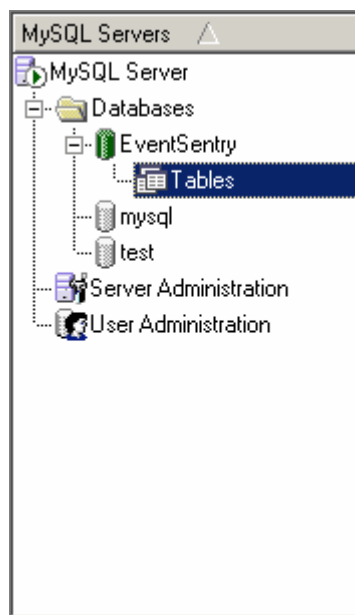 MySQL Servers
MySQL Server
Databases
EventSentry
Tables
mysql
test
Server Administration
User Administration